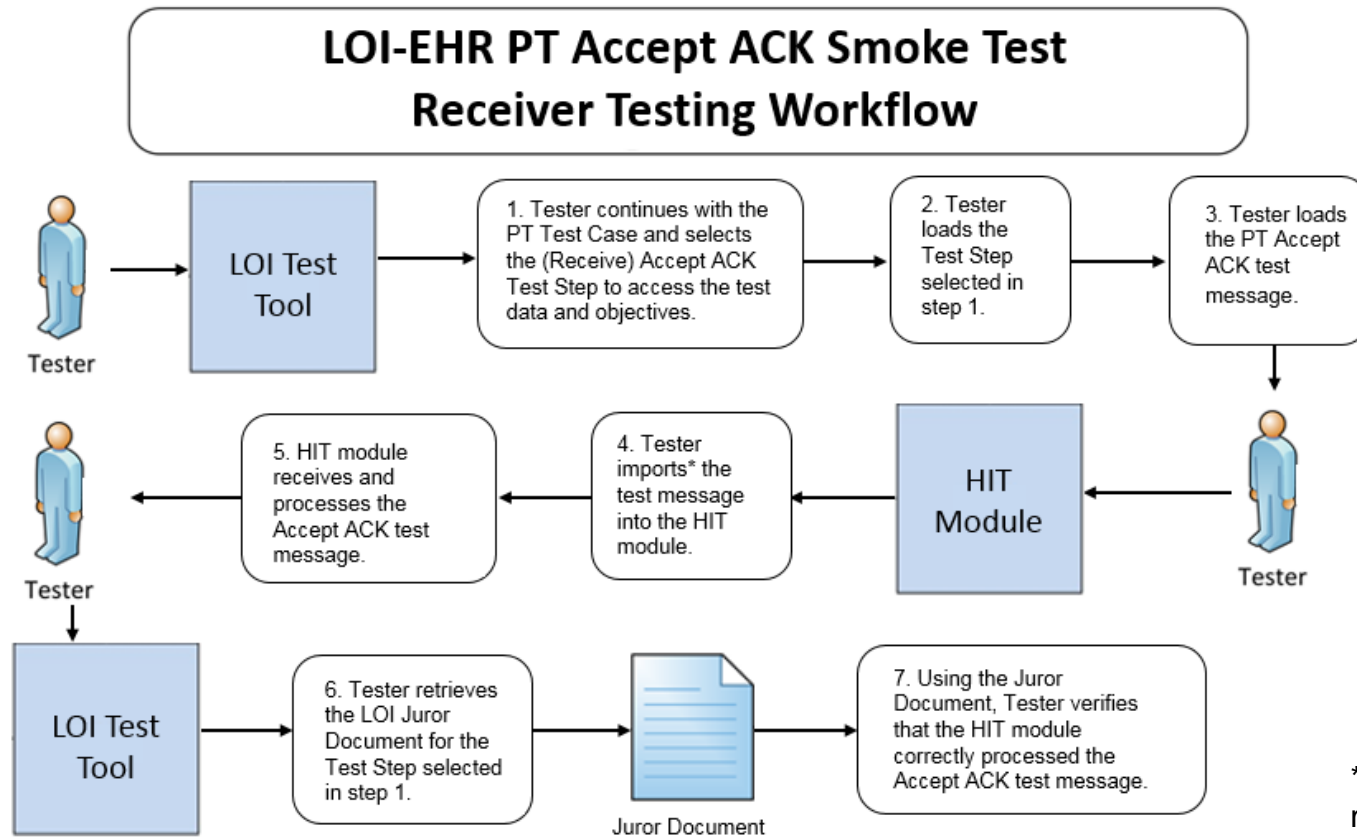 LOI-EHR PT Accept ACK Smoke Test
Receiver Testing Workflow
Tester
LOI Test
Tool
1. Tester continues with the
PT Test Case and selects
the (Receive) Accept ACK
Test Step to access the test
data and objectives.
2. Tester
loads the
Test Step
selected in
step 1.
3. Tester loads
the PT Accept
ACK test
message.
Tester
HIT
Module
4. Tester
imports* the
test message
into the HIT
module.
5. HIT module
receives and
processes the
Accept ACK test
message.
Tester
LOI Test
Tool
6. Tester retrieves
the LOI Juror
Document for the
Test Step selected
in step 1.
Juror Document
7. Using the Juror
Document, Tester verifies
that the HIT module
correctly processed the
Accept ACK test message.
*